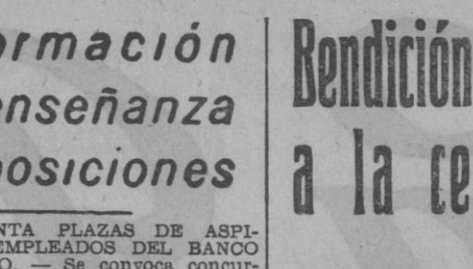 ormación
enseñanza
posiciones
NTA PLAZAS DE ASPI-
EMPLEADOS DEL BANCO
O. — Se convoca concur-
Bendición
a la ce